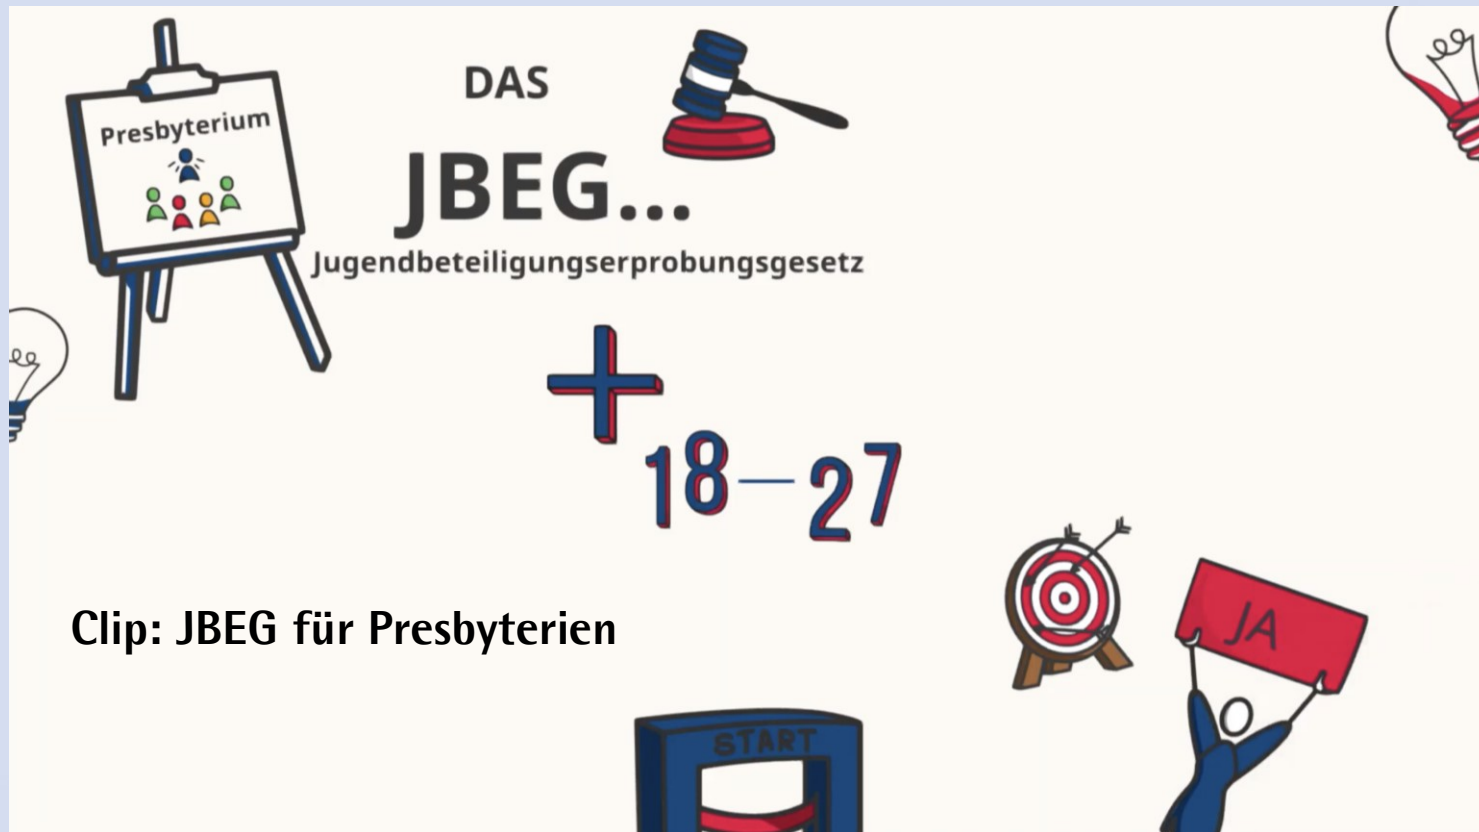 Presbyterium
DAS
JBEG...
Jugendbeteiligungserprobungsgesetz
+
18–27
Clip: JBEG für Presbyterien
JA
START